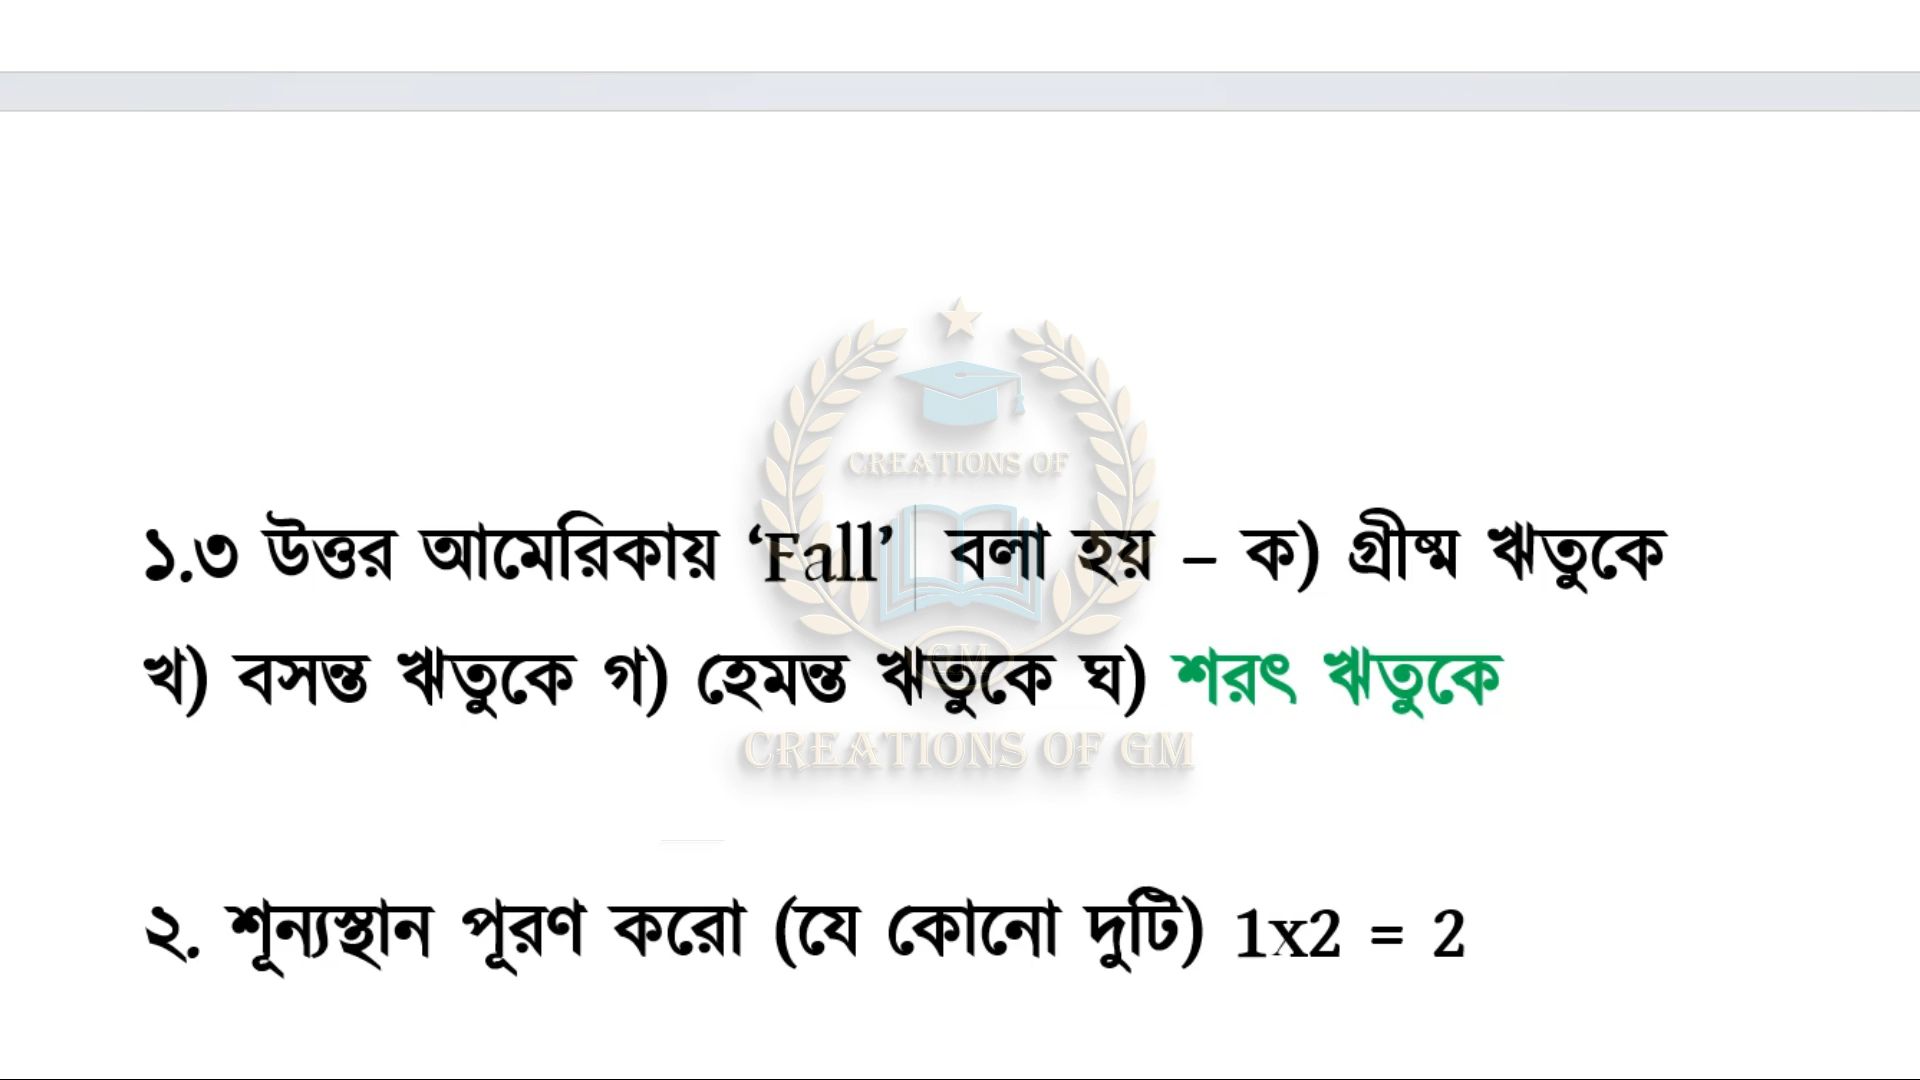 CREATIONS OF
১.৩ উত্তর আমেরিকায় ‘Fall’ বলা হয় – ক) গ্রীষ্ম ঋতুকে
খ) বসন্ত ঋতুকে গ) হেমন্ত ঋতুকে ঘ) শরৎ ঋতুকে
GM
CREATIONS OF GM
২. শূন্যস্থান পূরণ করো (যে কোনো দুটি) 1x2 = 2